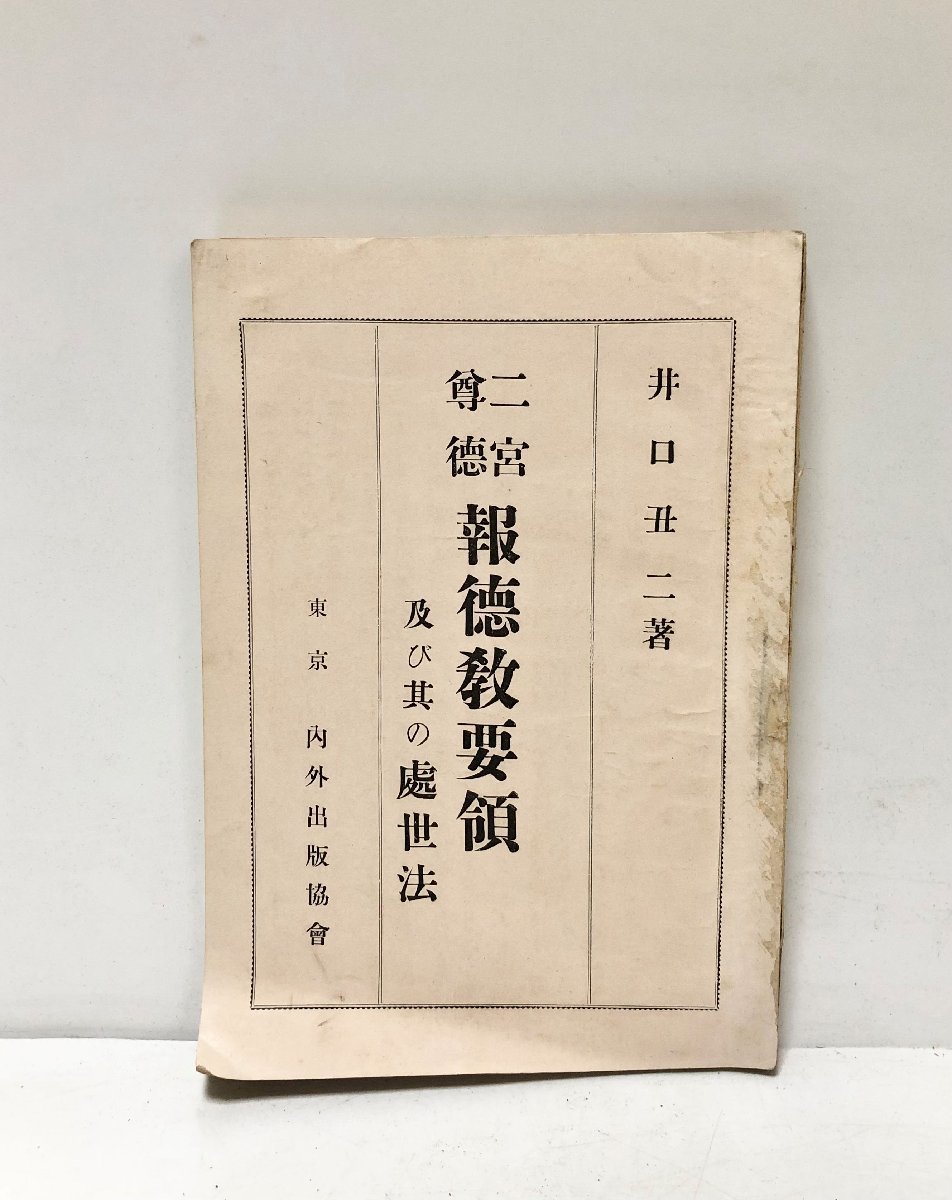 井口丑二著
二宮
尊德
報德敎要領
及び其の處世法
東京 內外出版協會